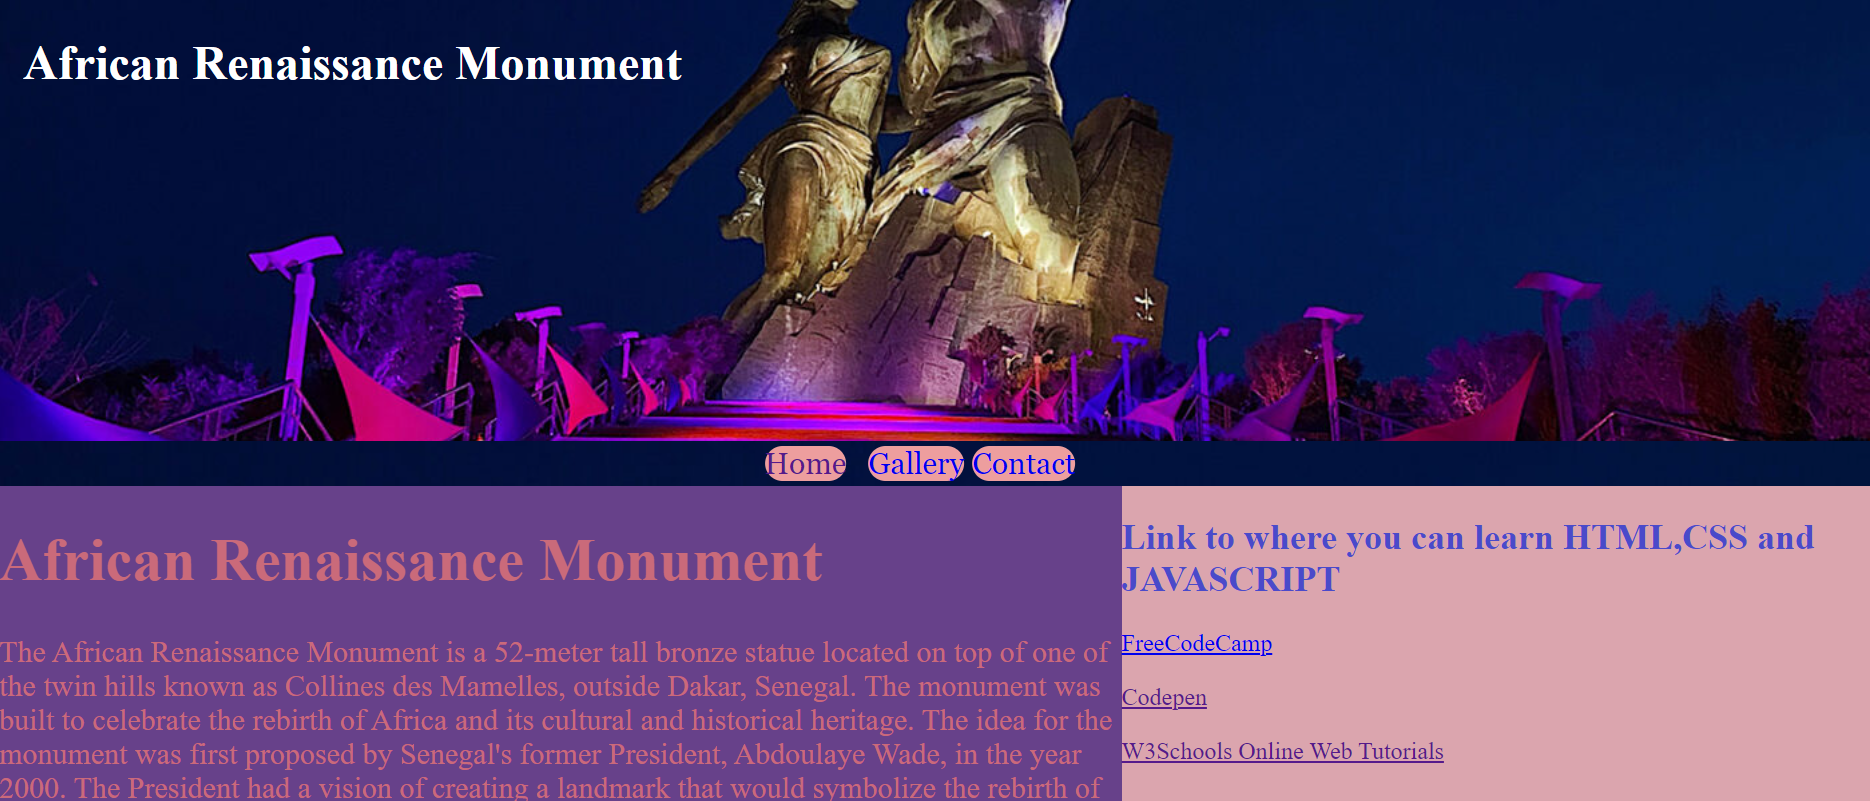 African Renaissance Monument
Home Gallery Contact
African Renaissance Monument
The African Renaissance Monument is a 52-meter tall bronze statue located on top of one of
the twin hills known as Collines des Mamelles, outside Dakar, Senegal. The monument was
built to celebrate the rebirth of Africa and its cultural and historical heritage. The idea for the
monument was first proposed by Senegal's former President, Abdoulaye Wade, in the year
2000. The President had a vision of creating a landmark that would symbolize the rebirth of
Link to where you can learn HTML,CSS and
JAVASCRIPT
FreeCodeCamp
Codepen
W3Schools Online Web Tutorials